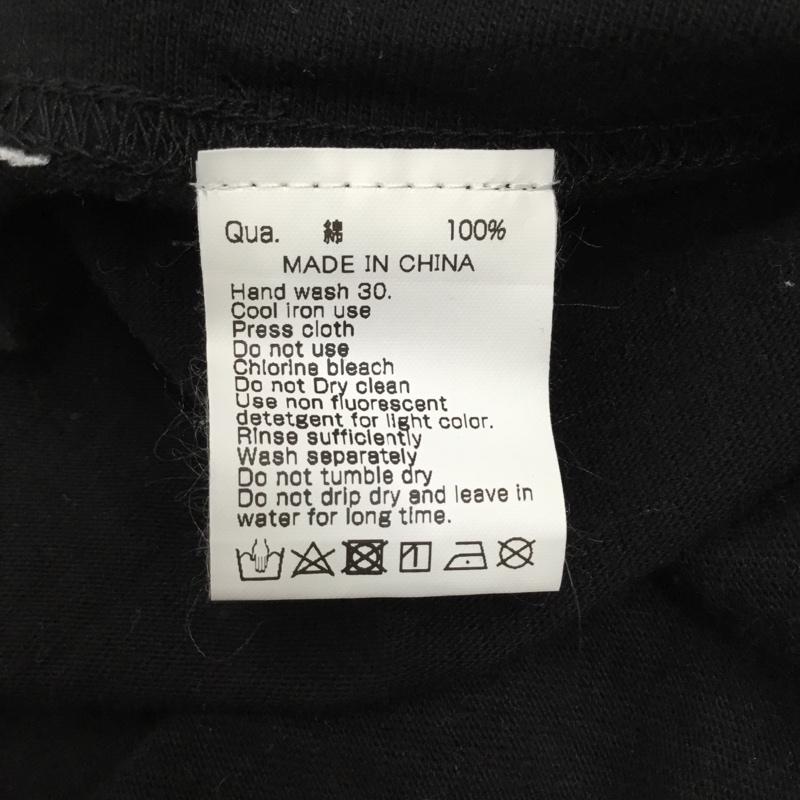 Qua. 綿 100%
MADE IN CHINA
Hand wash 30.
Cool iron use
Press cloth
Do not use
Chlorine bleach
Do not Dry clean
Use non fluorescent
detetgent for light color.
Rinse sufficiently
Wash separately
Do not tumble dry
Do not drip dry and leave in
water for long time.